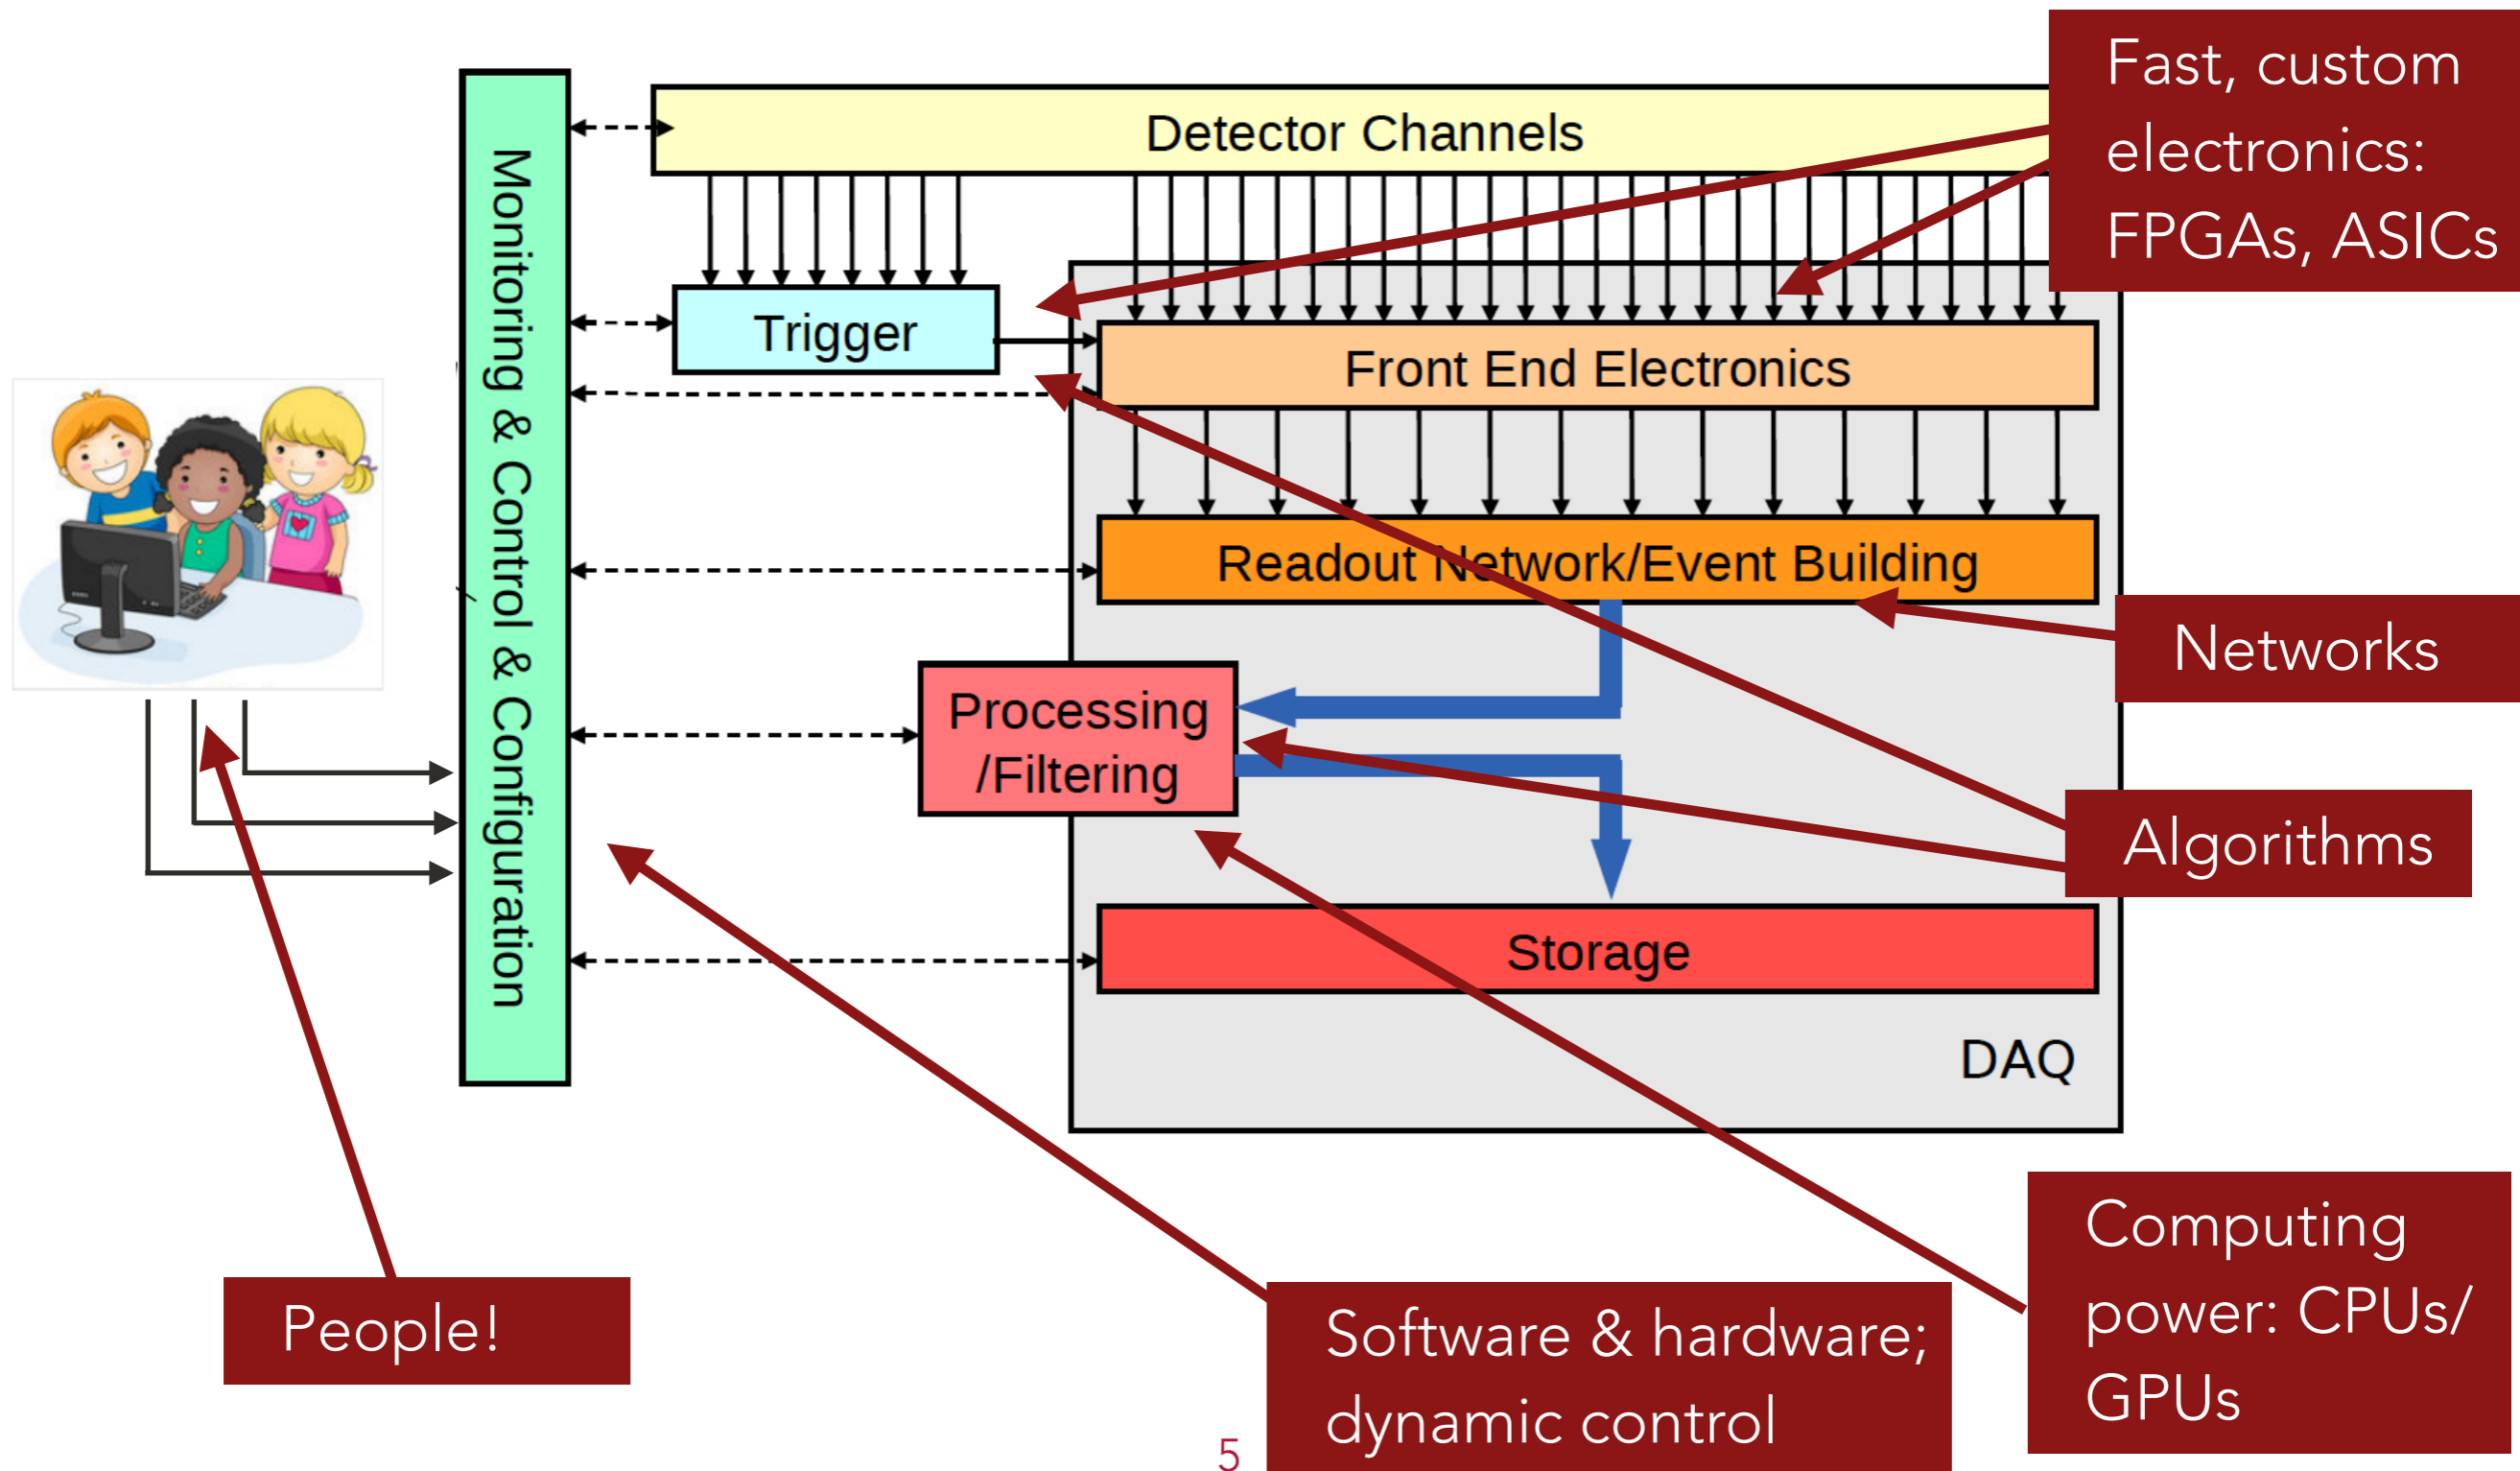 Fast, custom
electronics:
FPGAs, ASICs
Detector Channels
Monitoring & Control & Configuration
Trigger
Front End Electronics
Readout Network/Event Building
Networks
Processing
/Filtering
Algorithms
Storage
DAQ
People!
Software & hardware;
dynamic control
Computing
power: CPUs/
GPUs
5